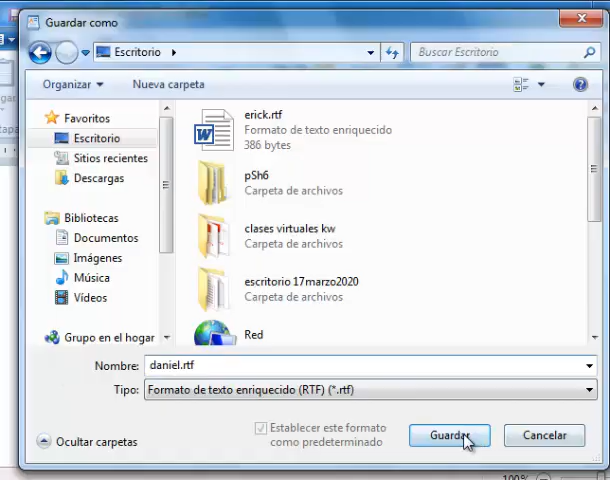 Guardar como
Escritorio
Buscar Escritorio
Organizar
Nueva carpeta
Favoritos
Escritorio
Sitios recientes
Descargas
Bibliotecas
Documentos
Imágenes
Música
Vídeos
Grupo en el hogar
erick.rtf
Formato de texto enriquecido
386 bytes
pSh6
Carpeta de archivos
clases virtuales kw
Carpeta de archivos
escritorio 17marzo2020
Carpeta de archivos
Red
Nombre: daniel.rtf
Tipo: Formato de texto enriquecido (RTF) (*.rtf)
Establecer este formato
como predeterminado
Ocultar carpetas
Guardar
Cancelar
100%